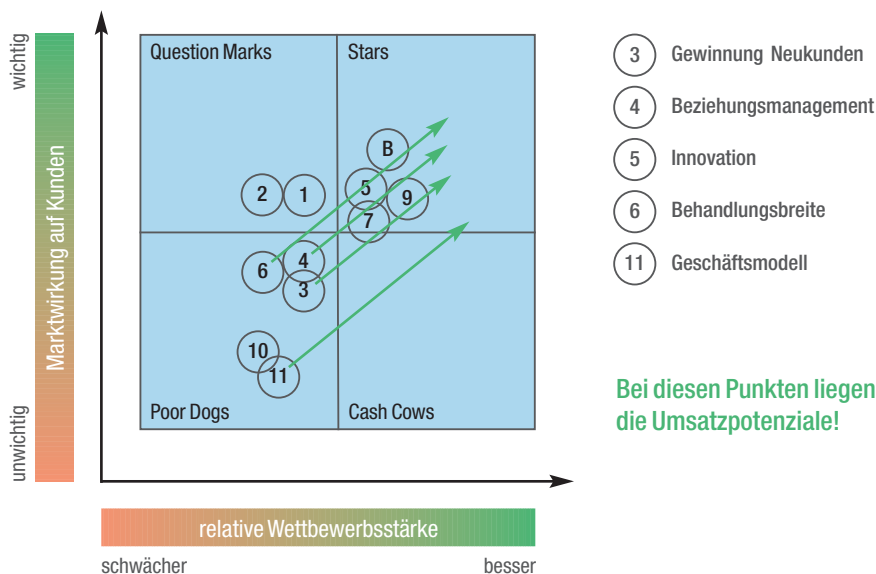 wichtig
Marktwirkung auf Kunden
unwichtig
Question Marks
Stars
B
2
1
5
9
7
6
4
3
10
11
Poor Dogs
Cash Cows
relative Wettbewerbsstärke
schwächer
besser
3 Gewinnung Neukunden
4 Beziehungsmanagement
5 Innovation
6 Behandlungsbreite
11 Geschäftsmodell
Bei diesen Punkten liegen
die Umsatzpotenziale!